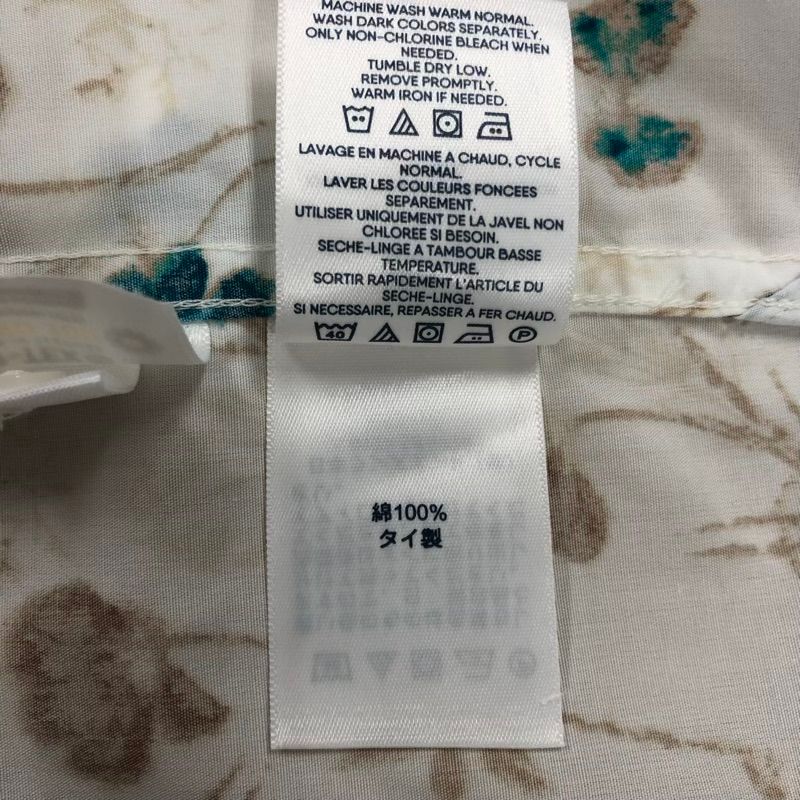 MACHINE WASH WARM NORMAL.
WASH DARK COLORS SEPARATELY.
ONLY NON-CHLORINE BLEACH WHEN
NEEDED.
TUMBLE DRY LOW.
REMOVE PROMPTLY.
WARM IRON IF NEEDED.
LAVAGE EN MACHINE A CHAUD, CYCLE
NORMAL.
LAVER LES COULEURS FONCEES
SEPAREMENT.
UTILISER UNIQUEMENT DE LA JAVEL NON
CHLOREE SI BESOIN.
SECHE-LINGE A TAMBOUR BASSE
TEMPERATURE.
SORTIR RAPIDEMENT L'ARTICLE DU
SECHE-LINGE.
SI NECESSAIRE, REPASSER A FER CHAUD.
40 P
綿100%
タイ製